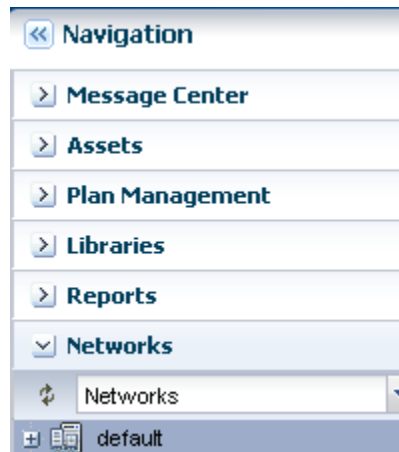 Navigation
Message Center
Assets
Plan Management
Libraries
Reports
Networks
Networks
default